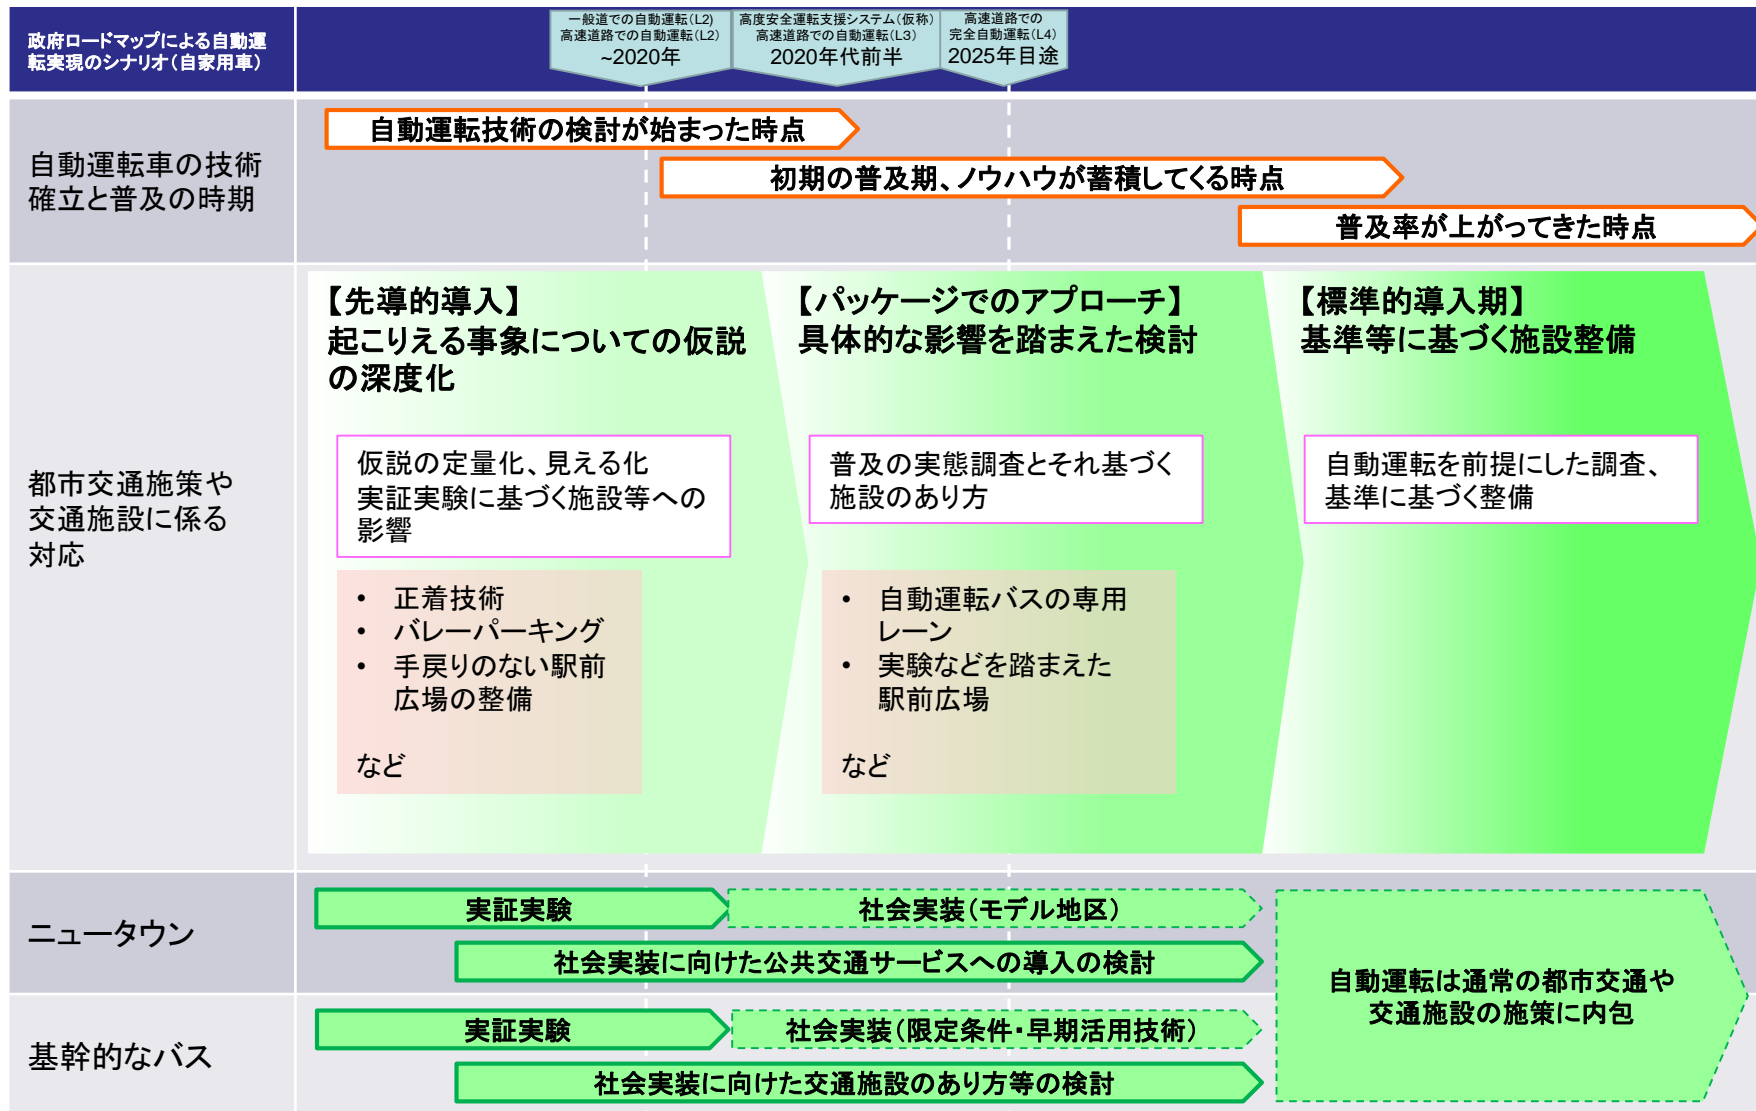 政府ロードマップによる自動運
転実現のシナリオ(自家用車)
一般道での自動運転(L2)
高速道路での自動運転(L2)
~2020年
高度安全運転支援システム(仮称)
高速道路での自動運転(L3)
2020年代前半
高速道路での
完全自動運転(L4)
2025年目途
自動運転車の技術
確立と普及の時期
自動運転技術の検討が始まった時点
初期の普及期、ノウハウが蓄積してくる時点
普及率が上がってきた時点
都市交通施策や
交通施設に係る
対応
【先導的導入】
起こりえる事象についての仮説
の深度化
仮説の定量化、見える化
実証実験に基づく施設等への
影響
• 正着技術
• バレーパーキング
• 手戻りのない駅前
広場の整備
など
【パッケージでのアプローチ】
具体的な影響を踏まえた検討
普及の実態調査とそれ基づく
施設のあり方
• 自動運転バスの専用
レーン
• 実験などを踏まえた
駅前広場
など
【標準的導入期】
基準等に基づく施設整備
自動運転を前提にした調査、
基準に基づく整備
ニュータウン
実証実験
社会実装(モデル地区)
社会実装に向けた公共交通サービスへの導入の検討
基幹的なバス
実証実験
社会実装(限定条件・早期活用技術)
社会実装に向けた交通施設のあり方等の検討
自動運転は通常の都市交通や
交通施設の施策に内包